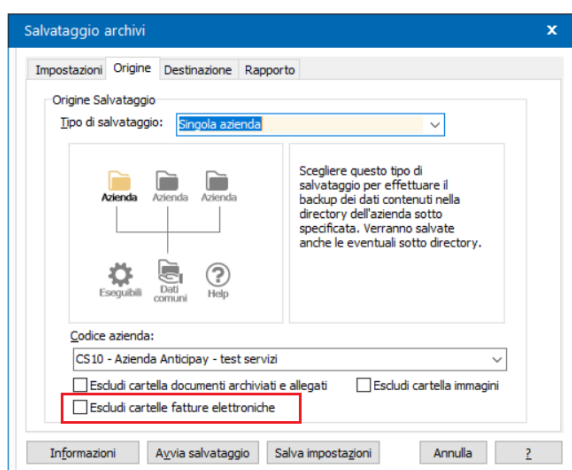 Salvataggio archivi x
Impostazioni Origine Destinazione Rapporto
Origine Salvataggio
Tipo di salvataggio: Singola azienda
Azienda Azienda Azienda
Eseguibili Dati comuni Help
Scegliere questo tipo di
salvataggio per effettuare il
backup dei dati contenuti nella
directory dell'azienda sotto
specificata. Verranno salvate
anche le eventuali sotto directory.
Codice azienda:
CS10 - Azienda Anticipay - test servizi
Escludi cartella documenti archiviati e allegati Escludi cartella immagini
Escludi cartelle fatture elettroniche
Informazioni Avvia salvataggio Salva impostazioni Annulla ?